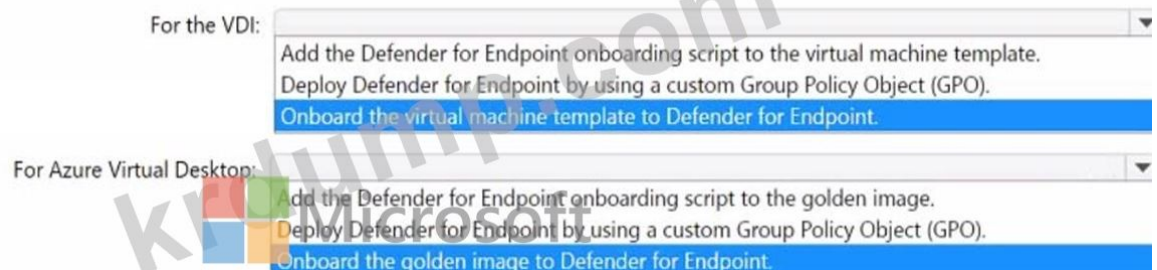 For the VDI:
Add the Defender for Endpoint onboarding script to the virtual machine template.
Deploy Defender for Endpoint by using a custom Group Policy Object (GPO).
Onboard the virtual machine template to Defender for Endpoint.
For Azure Virtual Desktop:
Add the Defender for Endpoint onboarding script to the golden image.
Deploy Defender for Endpoint by using a custom Group Policy Object (GPO).
Onboard the golden image to Defender for Endpoint.
krdump.com
Microsoft